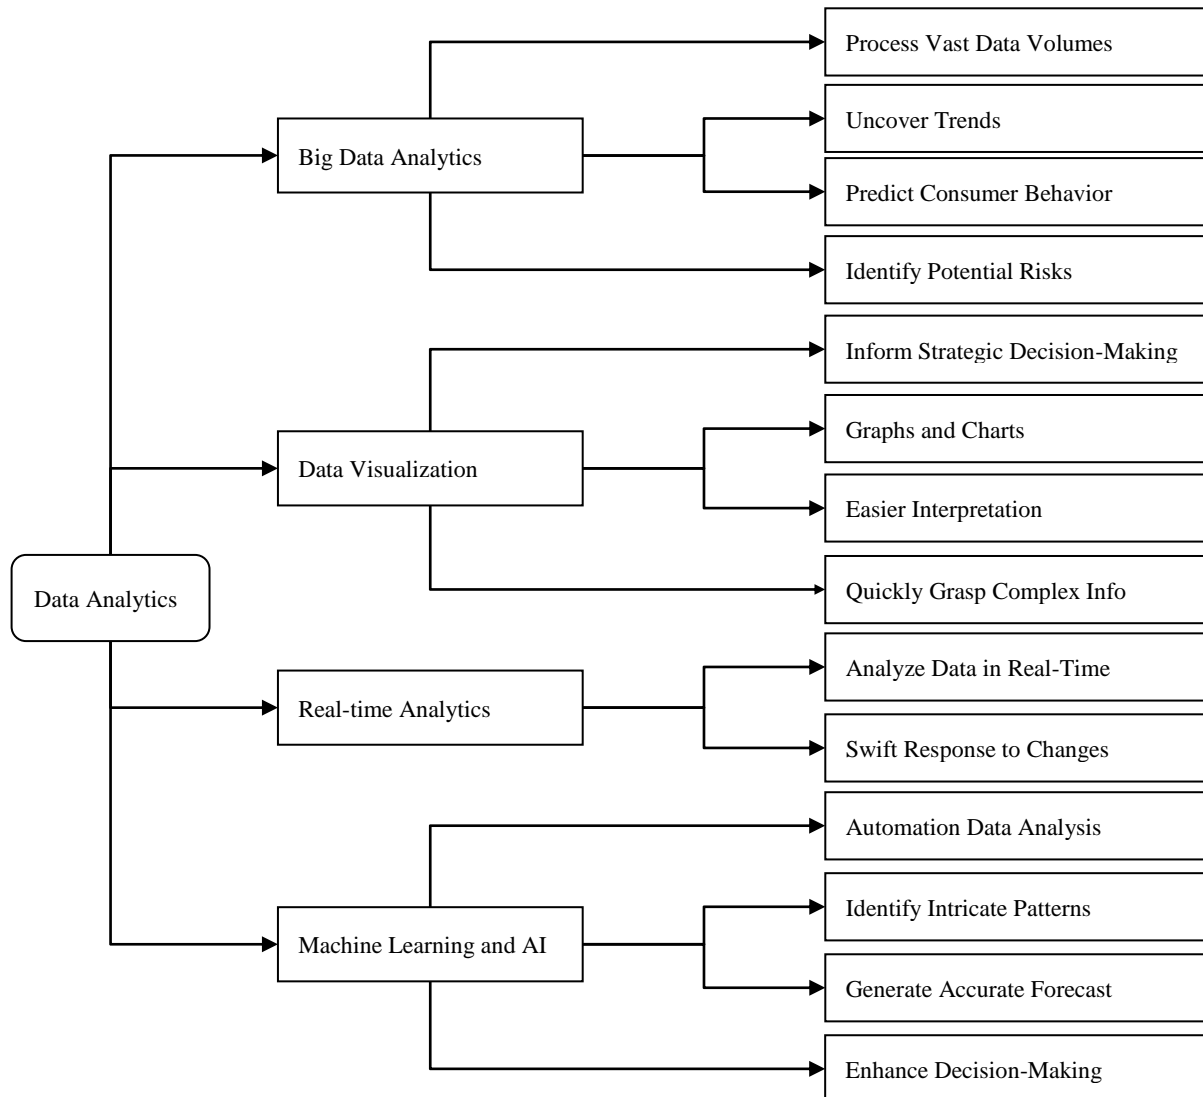 Process Vast Data Volumes
Uncover Trends
Big Data Analytics
Predict Consumer Behavior
Identify Potential Risks
Inform Strategic Decision-Making
Graphs and Charts
Data Visualization
Easier Interpretation
Quickly Grasp Complex Info
Data Analytics
Analyze Data in Real-Time
Real-time Analytics
Swift Response to Changes
Automation Data Analysis
Identify Intricate Patterns
Machine Learning and AI
Generate Accurate Forecast
Enhance Decision-Making